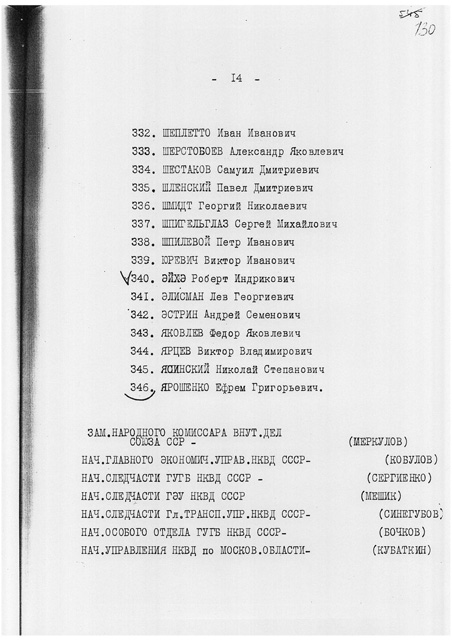 545
130
- 14 -
332. ШЕПЛЕТТО Иван Иванович
333. ШЕРСТОБОЕВ Александр Яковлевич
334. ШЕСТАКОВ Самуил Дмитриевич
335. ШЛЕНСКИЙ Павел Дмитриевич
336. ШМИДТ Георгий Николаевич
337. ШПИГЕЛЬГЛАЗ Сергей Михайлович
338. ШПИЛЕВОЙ Петр Иванович
339. ЮРЕВИЧ Виктор Иванович
340. ЭЙХЭ Роберт Индрикович
341. ЭЛИСМАН Лев Георгиевич
342. ЭСТРИН Андрей Семенович
343. ЯКОВЛЕВ Федор Яковлевич
344. ЯРЦЕВ Виктор Владимирович
345. ЯСИНСКИЙ Николай Степанович
346. ЯРОШЕНКО Ефрем Григорьевич.
ЗАМ.НАРОДНОГО КОМИССАРА ВНУТ.ДЕЛ
СОЮЗА ССР - (МЕРКУЛОВ)
НАЧ.ГЛАВНОГО ЭКОНОМИЧ.УПРАВ.НКВД СССР- (КОБУЛОВ)
НАЧ.СЛЕДЧАСТИ ГУГБ НКВД СССР - (СЕРГИЕНКО)
НАЧ.СЛЕДЧАСТИ ГЭУ НКВД СССР (МЕШИК)
НАЧ.СЛЕДЧАСТИ Гл.ТРАНСП.УПР.НКВД СССР- (СИНЕГУБОВ)
НАЧ.ОСОБОГО ОТДЕЛА ГУГБ НКВД СССР- (БОЧКОВ)
НАЧ.УПРАВЛЕНИЯ НКВД по МОСКОВ.ОБЛАСТИ- (КУБАТКИН)